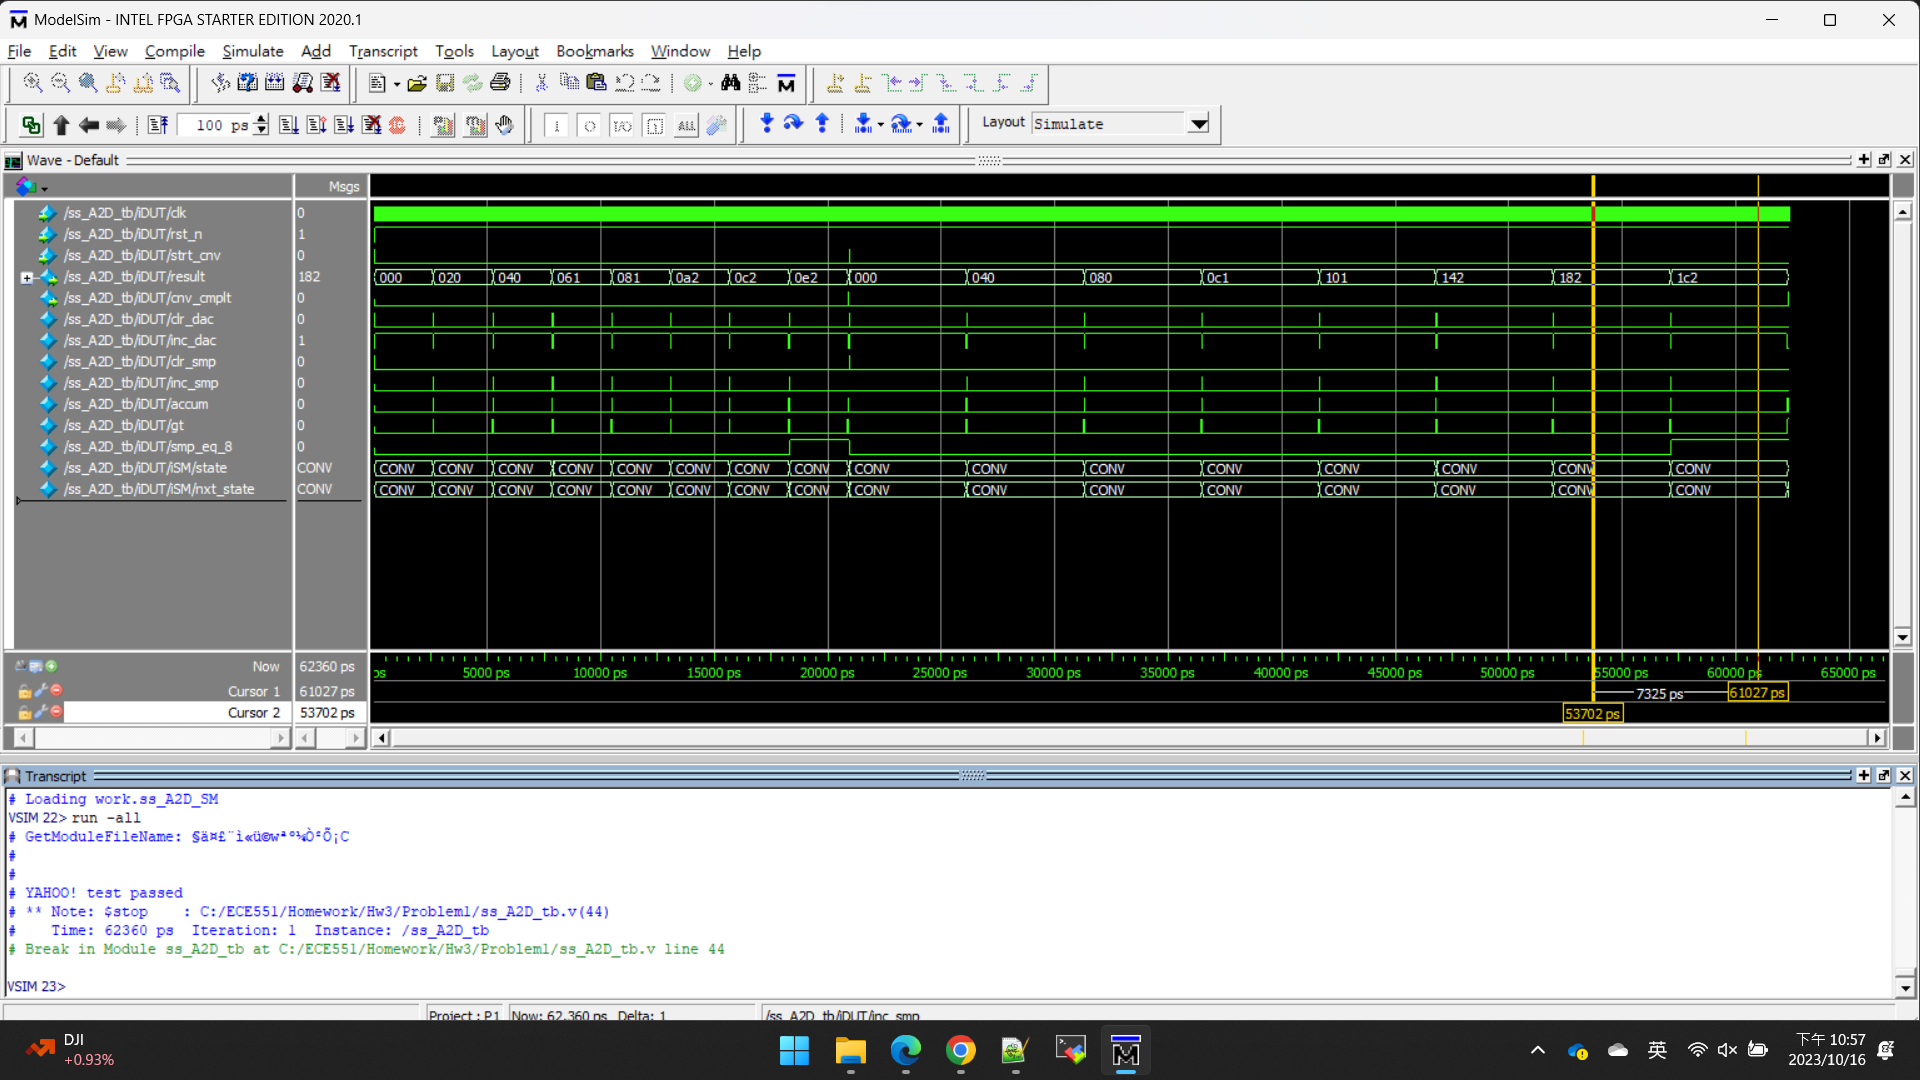 ModelSim - INTEL FPGA STARTER EDITION 2020.1
File Edit View Compile Simulate Add Transcript Tools Layout Bookmarks Window Help
100 ps
ALL
Layout Simulate
Wave - Default
Msgs
/ss_A2D_tb/iDUT/clk 0
/ss_A2D_tb/iDUT/rst_n 1
/ss_A2D_tb/iDUT/strt_cnv 0
/ss_A2D_tb/iDUT/result 182 000 020 040 061 081 0a2 0c2 0e2 000 040 080 0c1 101 142 182 1c2
/ss_A2D_tb/iDUT/cnv_cmplt 0
/ss_A2D_tb/iDUT/clr_dac 0
/ss_A2D_tb/iDUT/inc_dac 1
/ss_A2D_tb/iDUT/clr_smp 0
/ss_A2D_tb/iDUT/inc_smp 0
/ss_A2D_tb/iDUT/accum 0
/ss_A2D_tb/iDUT/gt 0
/ss_A2D_tb/iDUT/smp_eq_8 0
/ss_A2D_tb/iDUT/iSM/state CONV CONV CONV CONV CONV CONV CONV CONV CONV CONV CONV CONV CONV CONV CONV CONV CONV
/ss_A2D_tb/iDUT/iSM/nxt_state CONV CONV CONV CONV CONV CONV CONV CONV CONV CONV CONV CONV CONV CONV CONV CONV CONV
Now 62360 ps ps 5000 ps 10000 ps 15000 ps 20000 ps 25000 ps 30000 ps 35000 ps 40000 ps 45000 ps 50000 ps 55000 ps 60000 ps 65000 ps
Cursor 1 61027 ps 7325 ps 61027 ps
Cursor 2 53702 ps 53702 ps
Transcript
# Loading work.ss_A2D_SM
VSIM 22> run -all
# GetModuleFileName: §ä¤£¨ì«ü©wªº¼Ò²Õ¡C
#
#
# YAHOO! test passed
# ** Note: $stop    : C:/ECE551/Homework/Hw3/Problem1/ss_A2D_tb.v(44)
#    Time: 62360 ps  Iteration: 1  Instance: /ss_A2D_tb
# Break in Module ss_A2D_tb at C:/ECE551/Homework/Hw3/Problem1/ss_A2D_tb.v line 44
VSIM 23>
Project : P1 Now: 62,360 ps Delta: 1 /ss_A2D_tb/iDUT/inc_smp
DJI
+0.93%
英
下午 10:57
2023/10/16